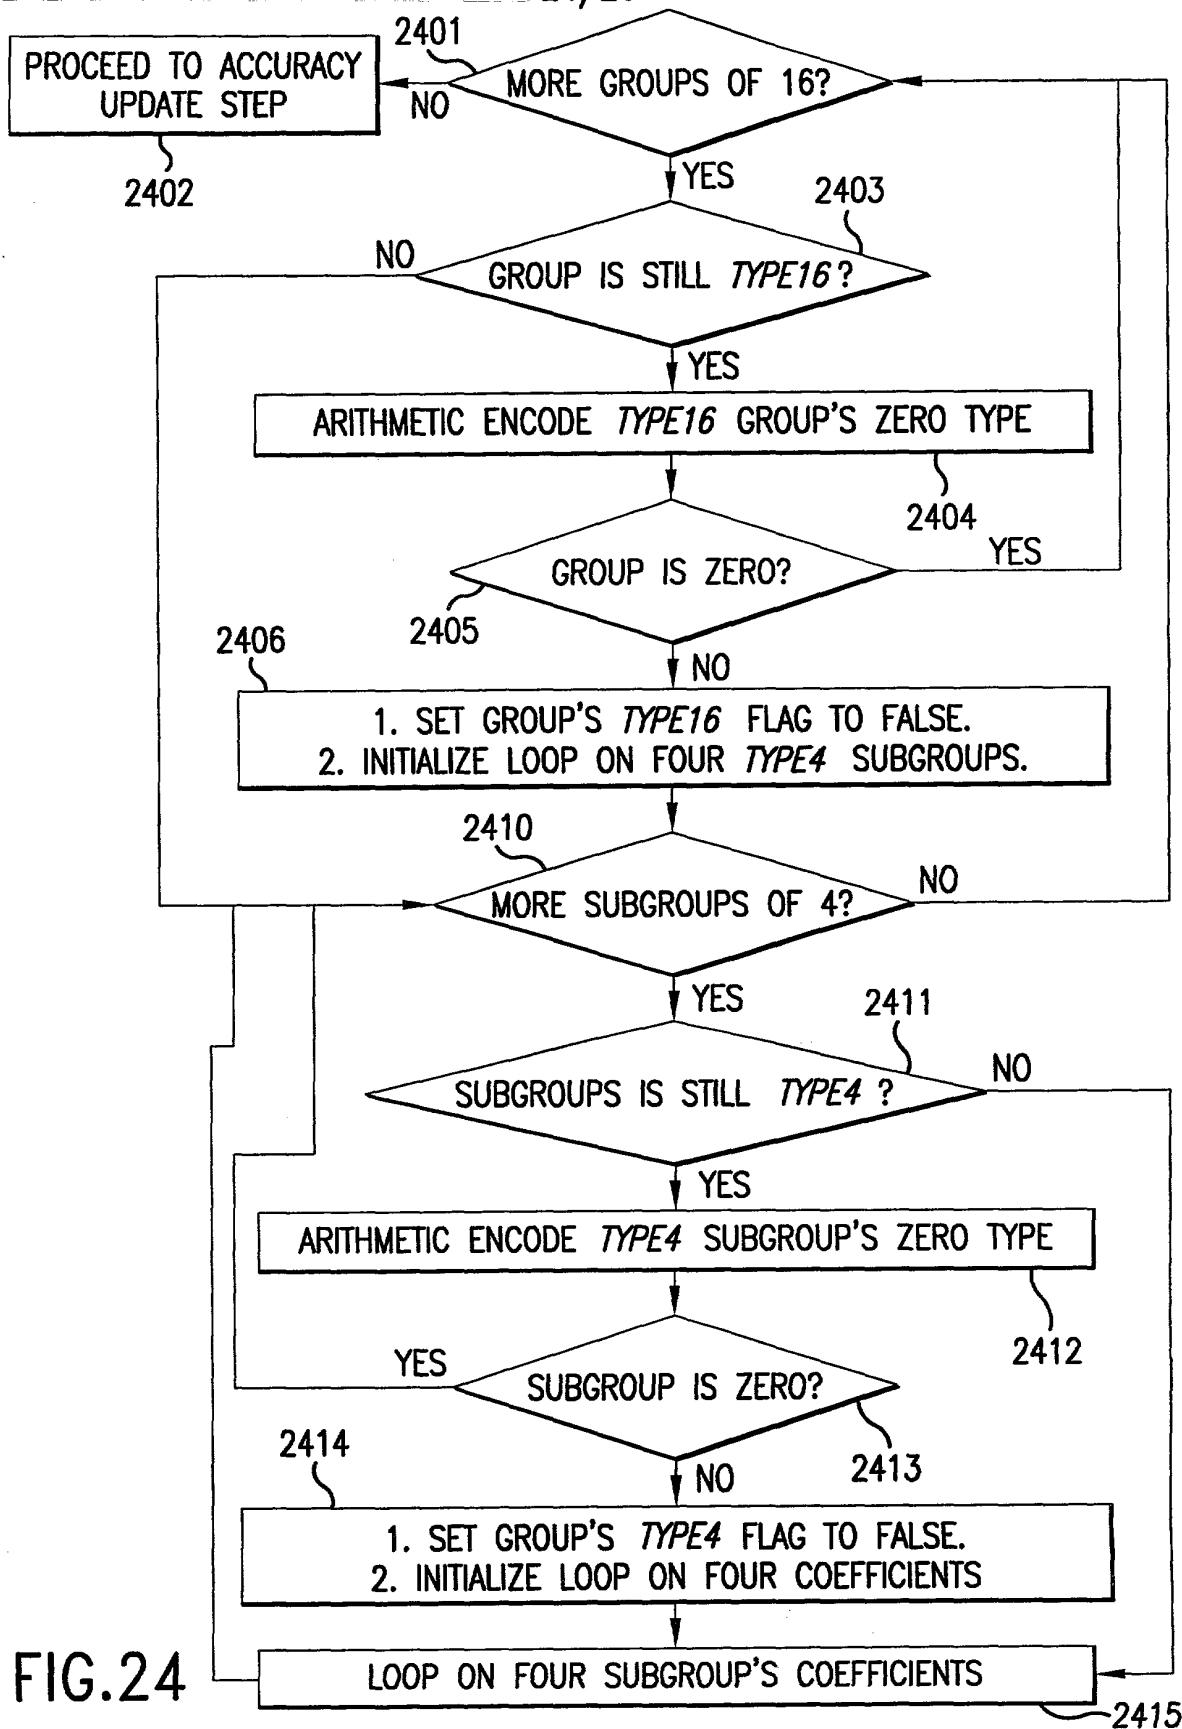 2401
PROCEED TO ACCURACY
UPDATE STEP
NO
MORE GROUPS OF 16?
2402
YES
2403
NO
GROUP IS STILL TYPE16?
YES
ARITHMETIC ENCODE TYPE16 GROUP'S ZERO TYPE
2404
GROUP IS ZERO?
YES
2405
2406
NO
1. SET GROUP'S TYPE16 FLAG TO FALSE.
2. INITIALIZE LOOP ON FOUR TYPE4 SUBGROUPS.
2410
MORE SUBGROUPS OF 4?
NO
YES
2411
SUBGROUPS IS STILL TYPE4 ?
NO
YES
ARITHMETIC ENCODE TYPE4 SUBGROUP'S ZERO TYPE
2412
YES
SUBGROUP IS ZERO?
2413
2414
NO
1. SET GROUP'S TYPE4 FLAG TO FALSE.
2. INITIALIZE LOOP ON FOUR COEFFICIENTS
LOOP ON FOUR SUBGROUP'S COEFFICIENTS
2415
FIG.24